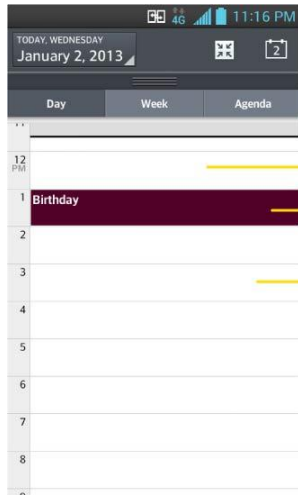 4G 11:16 PM
TODAY, WEDNESDAY
January 2, 2013
2
Day Week Agenda
12
PM
1 Birthday
2
3
4
5
6
7
8